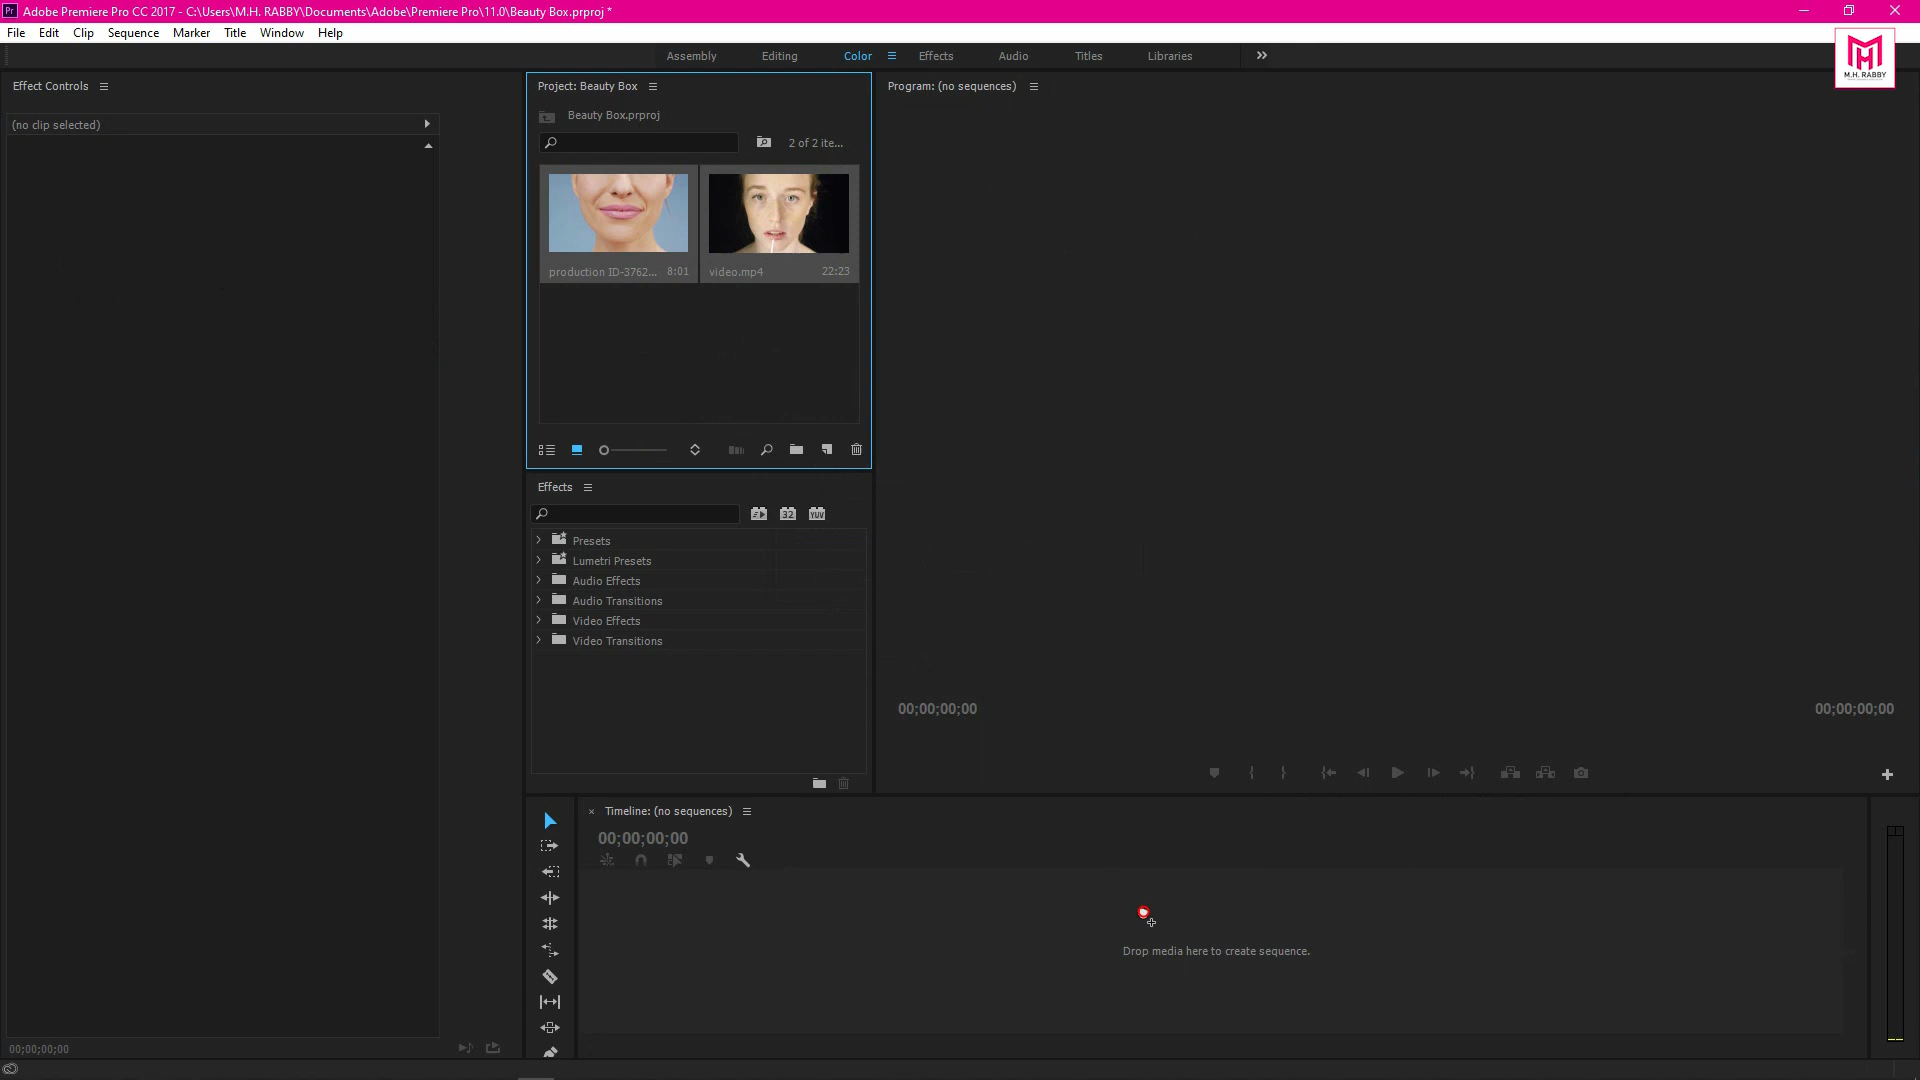 Pr Adobe Premiere Pro CC 2017 - C:\Users\M.H. RABBY\Documents\Adobe\Premiere Pro\11.0\Beauty Box.prproj *
File Edit Clip Sequence Marker Title Window Help
Assembly Editing Color Effects Audio Titles Libraries
M.H. RABBY
Effect Controls
(no clip selected)
Project: Beauty Box
Beauty Box.prproj
2 of 2 ite...
production ID-3762... 8:01
video.mp4 22:23
Program: (no sequences)
00;00;00;00
00;00;00;00
Effects
32
YUV
Presets
Lumetri Presets
Audio Effects
Audio Transitions
Video Effects
Video Transitions
Timeline: (no sequences)
00;00;00;00
Drop media here to create sequence.
00;00;00;00